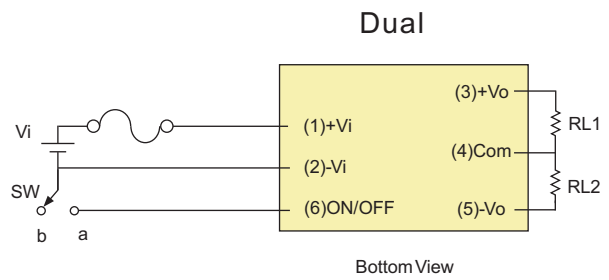 Dual
(3)+Vo
(1)+Vi
RL1
Vi
(4)Com
(2)-Vi
SW
RL2
(6)ON/OFF
(5)-Vo
b
a
Bottom View